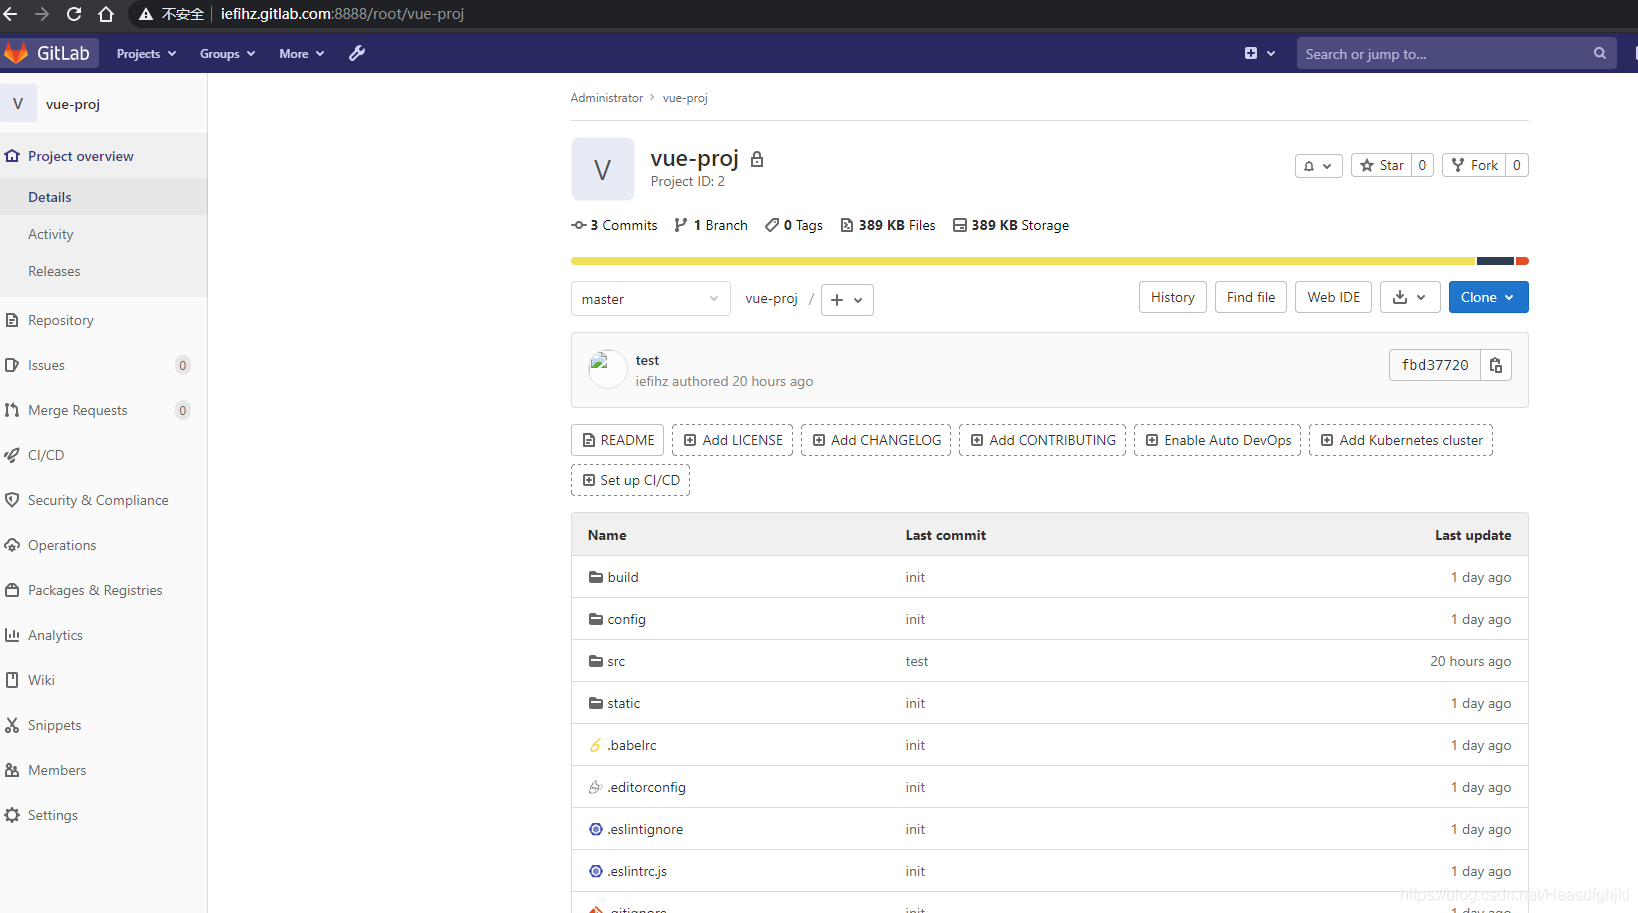 不安全 iefihz.gitlab.com:8888/root/vue-proj
GitLab Projects Groups More Search or jump to...
V vue-proj
Project overview
Details
Activity
Releases
Repository
Issues 0
Merge Requests 0
CI/CD
Security & Compliance
Operations
Packages & Registries
Analytics
Wiki
Snippets
Members
Settings
Administrator > vue-proj
V
vue-proj
Project ID: 2
Star 0 Fork 0
3 Commits 1 Branch 0 Tags 389 KB Files 389 KB Storage
master vue-proj / + History Find file Web IDE Clone
test
iefihz authored 20 hours ago
fbd37720
README Add LICENSE Add CHANGELOG Add CONTRIBUTING Enable Auto DevOps Add Kubernetes cluster
Set up CI/CD
Name Last commit Last update
build init 1 day ago
config init 1 day ago
src test 20 hours ago
static init 1 day ago
.babelrc init 1 day ago
.editorconfig init 1 day ago
.eslintignore init 1 day ago
.eslintrc.js init 1 day ago
.gitignore init 1 day ago
https://blog.csdn.net/Heasdfghjkl